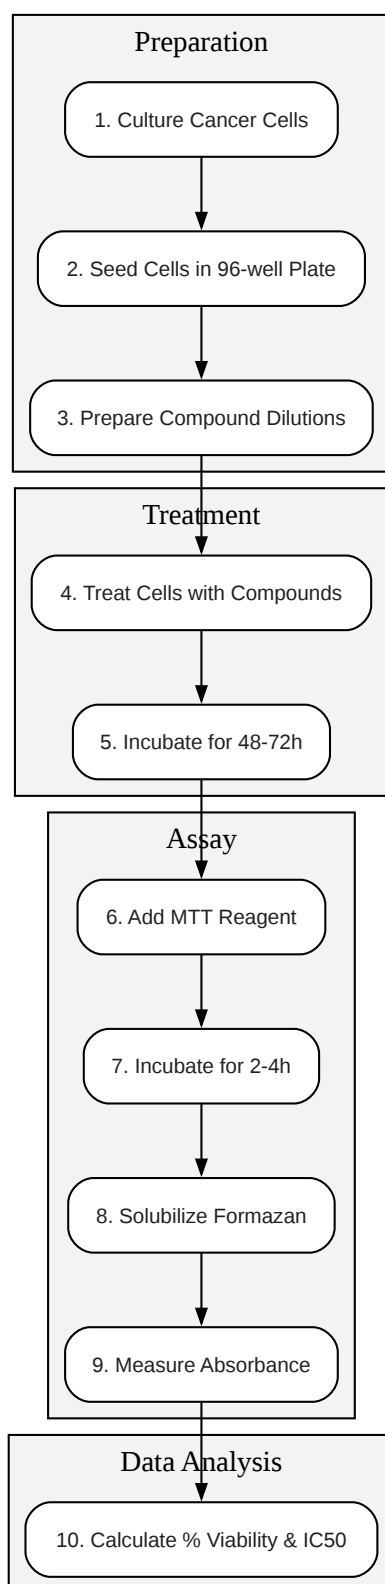 Preparation
1. Culture Cancer Cells
2. Seed Cells in 96-well Plate
3. Prepare Compound Dilutions
Treatment
4. Treat Cells with Compounds
5. Incubate for 48-72h
Assay
6. Add MTT Reagent
7. Incubate for 2-4h
8. Solubilize Formazan
9. Measure Absorbance
Data Analysis
10. Calculate % Viability & IC50